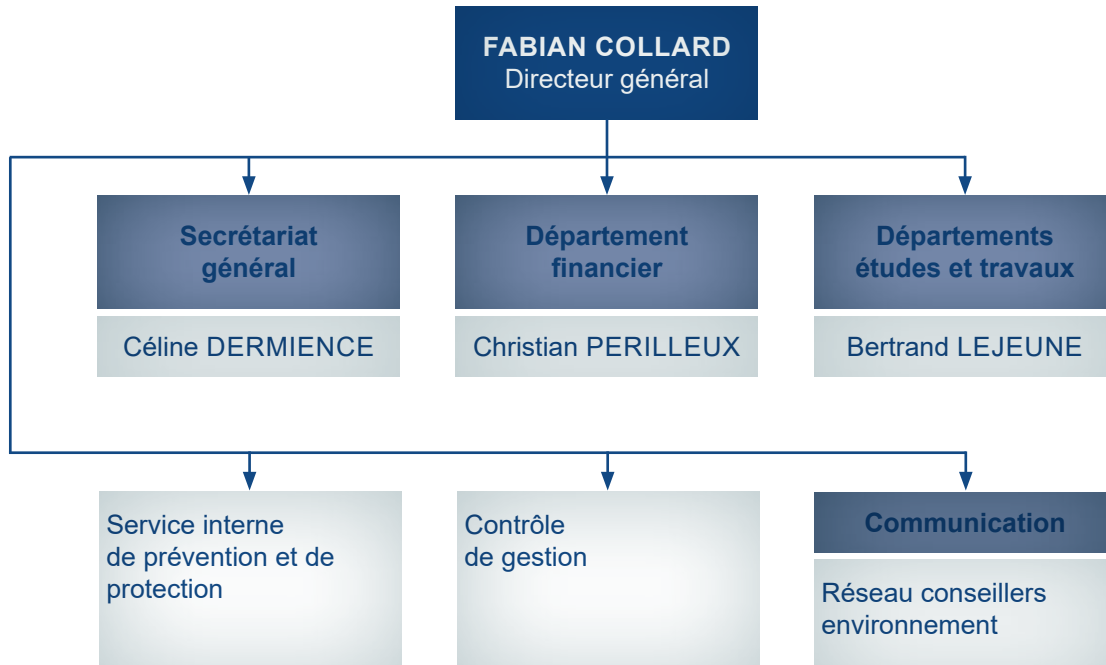 FABIAN COLLARD
Directeur général
Secrétariat
général
Département
financier
Départements
études et travaux
Céline DERMIENCE
Christian PERILLEUX
Bertrand LEJEUNE
Service interne
de prévention et de
protection
Contrôle
de gestion
Communication
Réseau conseillers
environnement